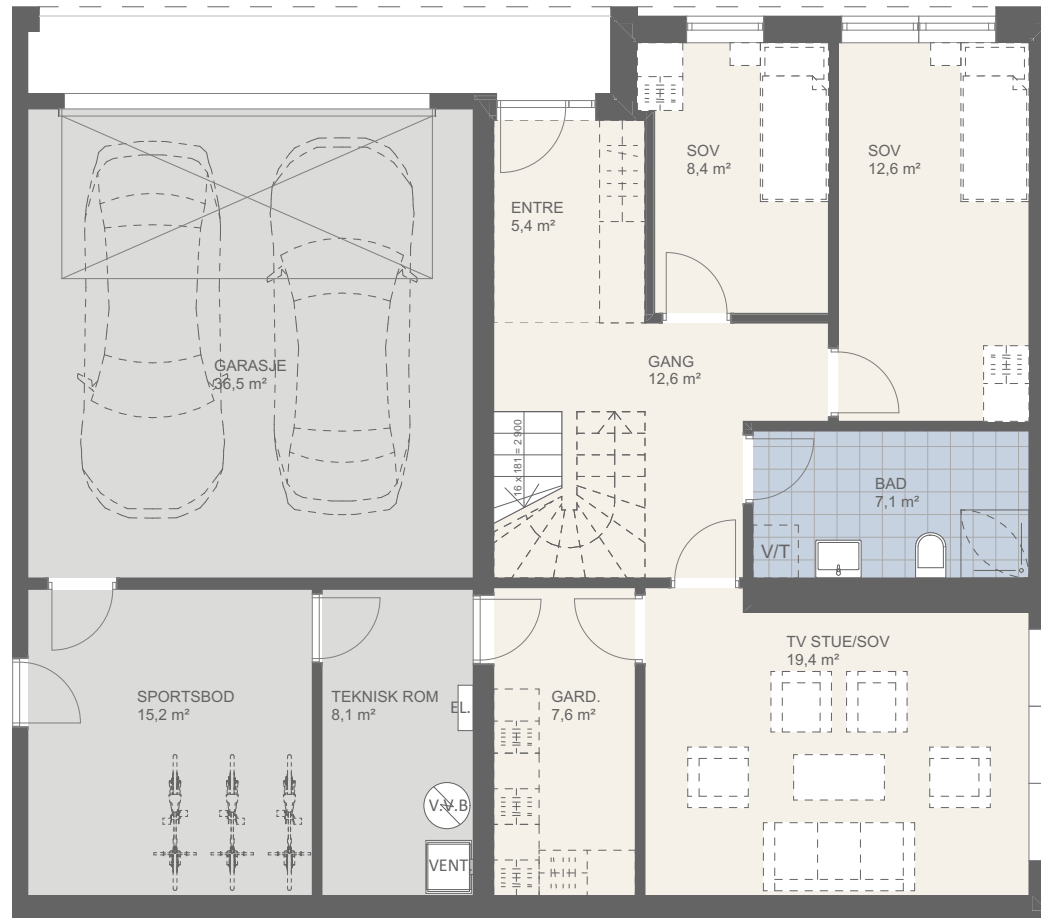 SOV
8,4 m²
SOV
12,6 m²
ENTRE
5,4 m²
GARASJE
36,5 m²
GANG
12,6 m²
16 x 181 = 2 900
BAD
7,1 m²
V/T
TV STUE/SOV
19,4 m²
SPORTSBOD
15,2 m²
TEKNISK ROM
8,1 m²
EL.
GARD.
7,6 m²
V.V.B
VENT.